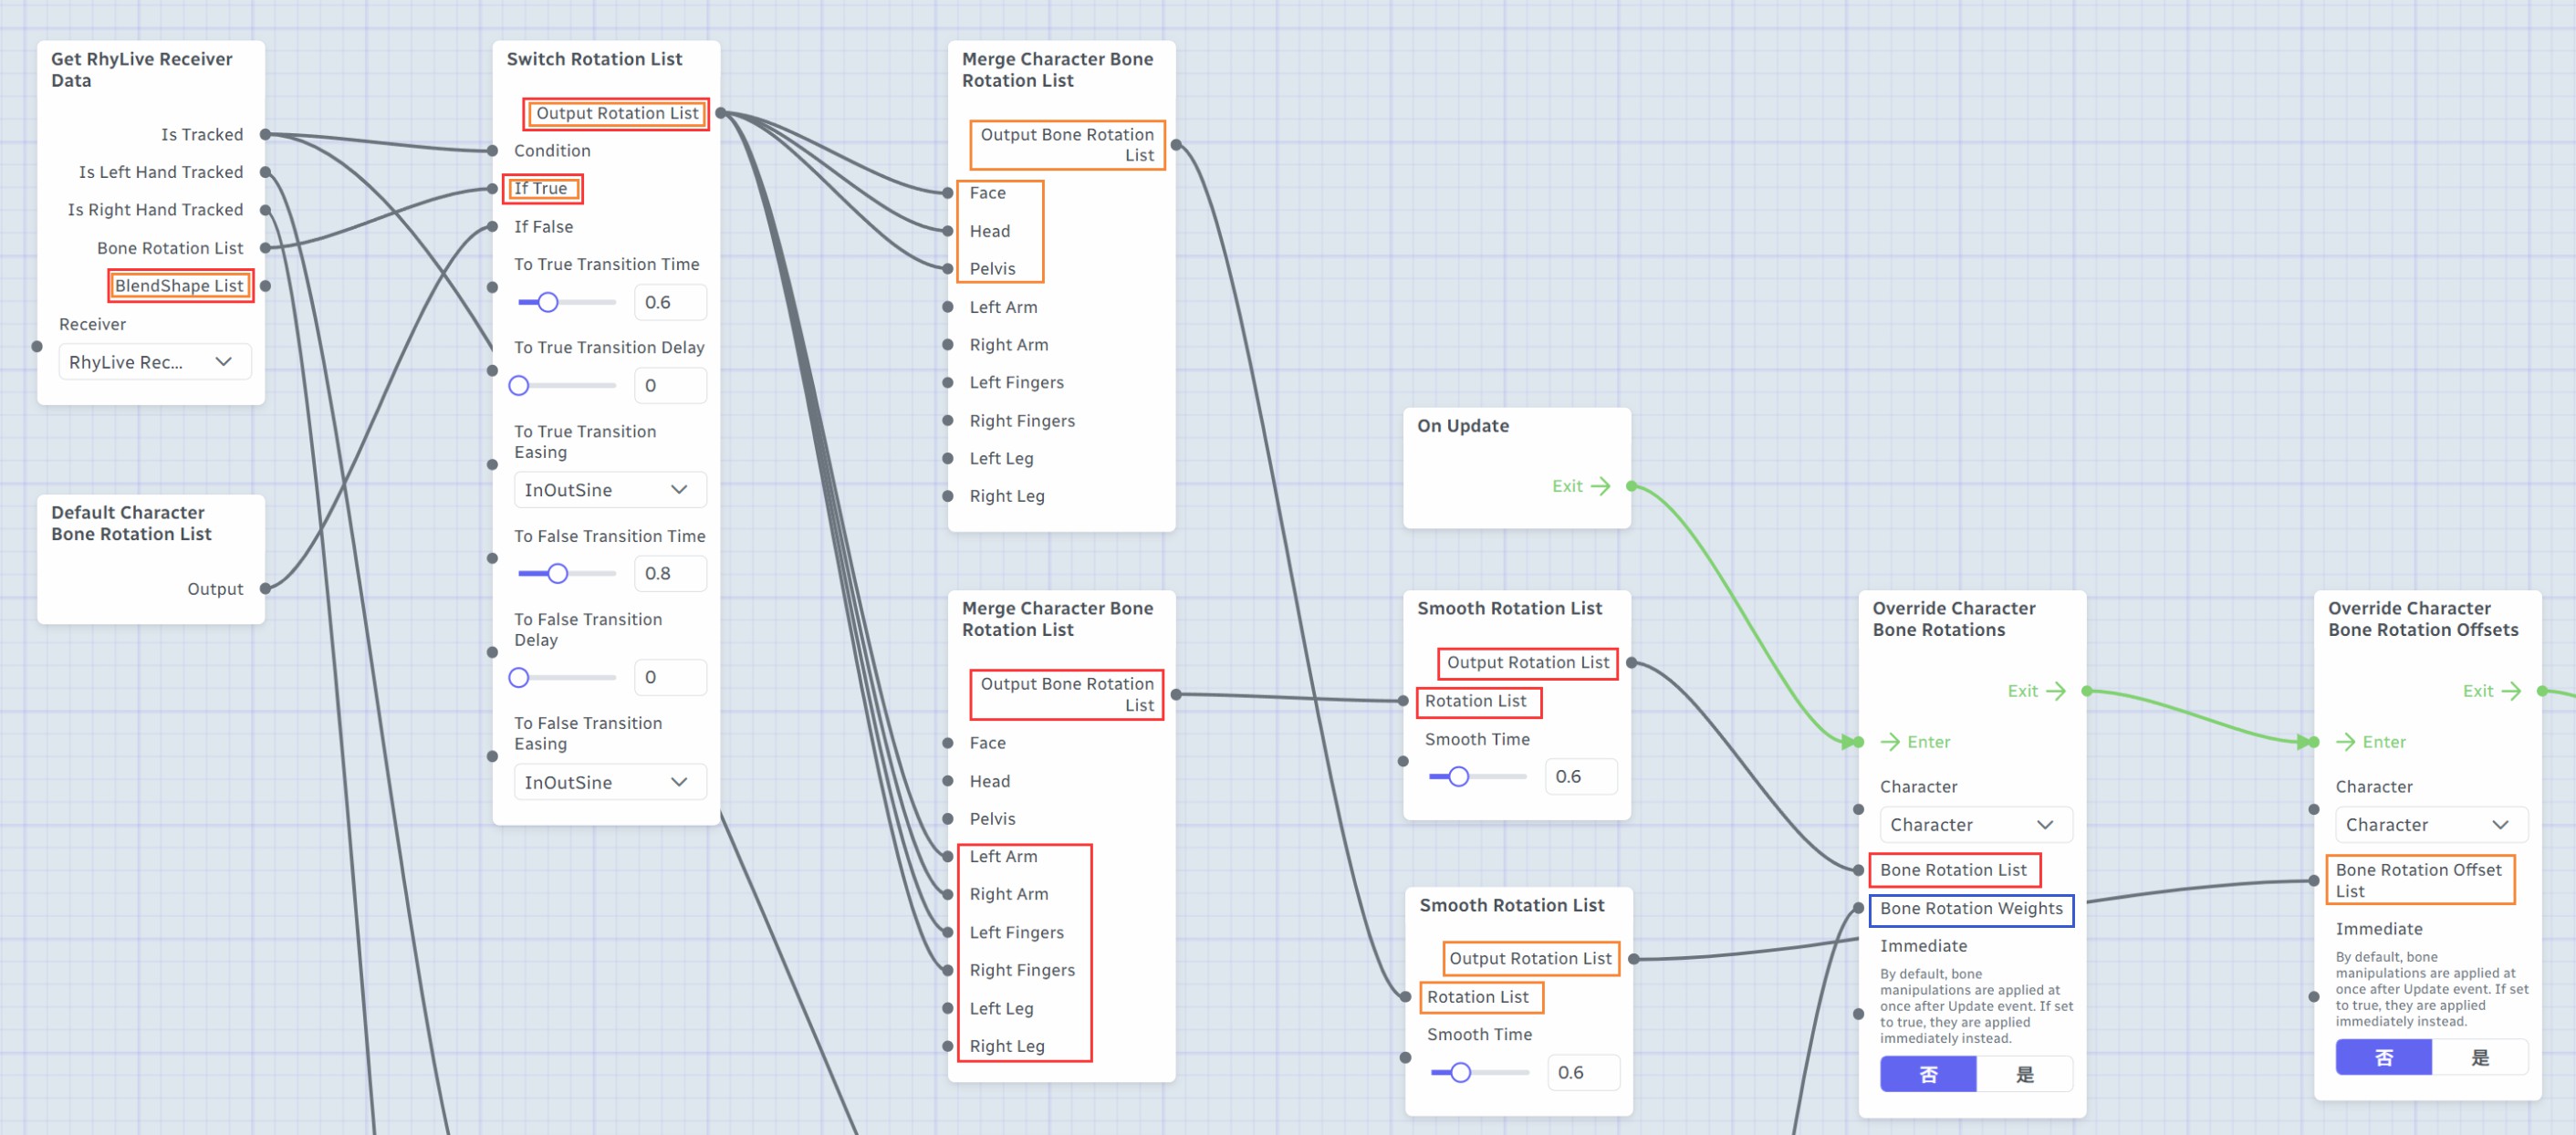 Get RhyLive Receiver
Data
Is Tracked
Is Left Hand Tracked
Is Right Hand Tracked
Bone Rotation List
BlendShape List
Receiver
RhyLive Rec...
Default Character
Bone Rotation List
Output
Switch Rotation List
Output Rotation List
Condition
If True
If False
To True Transition Time
0.6
To True Transition Delay
0
To True Transition
Easing
InOutSine
To False Transition Time
0.8
To False Transition
Delay
0
To False Transition
Easing
InOutSine
Merge Character Bone
Rotation List
Output Bone Rotation
List
Face
Head
Pelvis
Left Arm
Right Arm
Left Fingers
Right Fingers
Left Leg
Right Leg
Merge Character Bone
Rotation List
Output Bone Rotation
List
Face
Head
Pelvis
Left Arm
Right Arm
Left Fingers
Right Fingers
Left Leg
Right Leg
On Update
Exit
Smooth Rotation List
Output Rotation List
Rotation List
Smooth Time
0.6
Smooth Rotation List
Output Rotation List
Rotation List
Smooth Time
0.6
Override Character
Bone Rotations
Exit
Enter
Character
Character
Bone Rotation List
Bone Rotation Weights
Immediate
By default, bone
manipulations are applied at
once after Update event. If set
to true, they are applied
immediately instead.
否 是
Override Character
Bone Rotation Offsets
Exit
Enter
Character
Character
Bone Rotation Offset
List
Immediate
By default, bone
manipulations are applied at
once after Update event. If set
to true, they are applied
immediately instead.
否 是